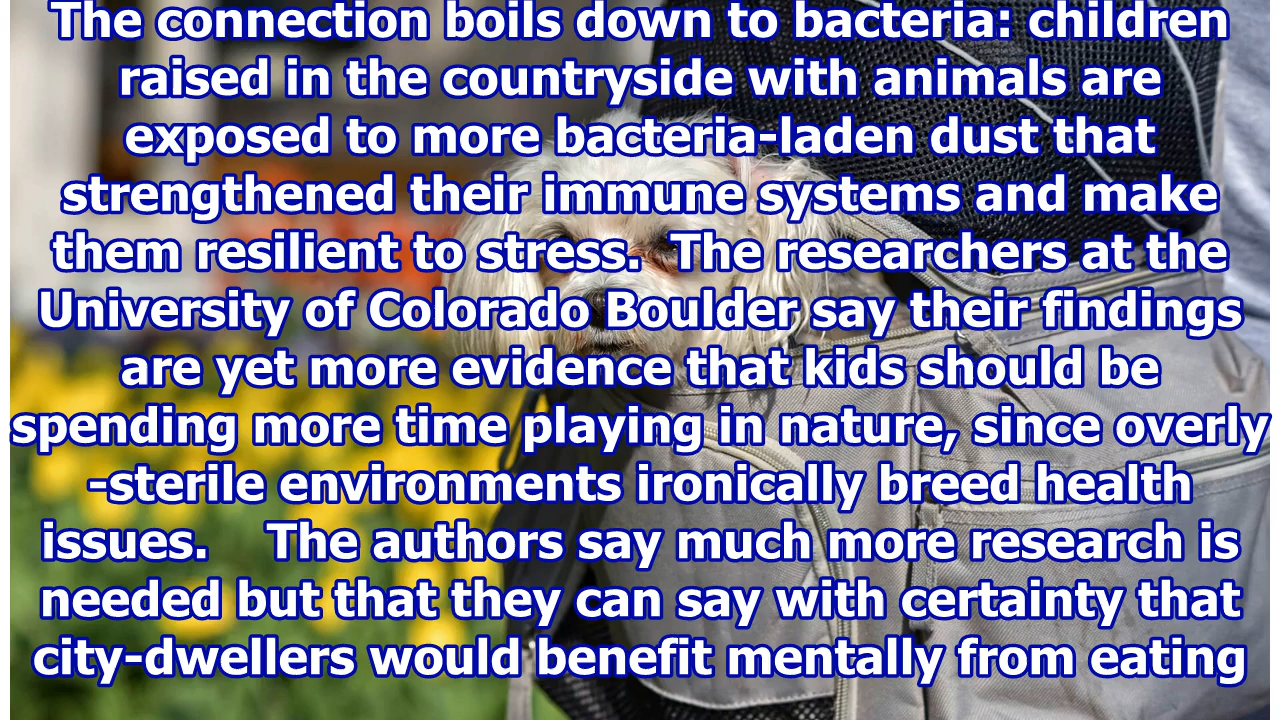 The connection boils down to bacteria: children
raised in the countryside with animals are
exposed to more bacteria-laden dust that
strengthened their immune systems and make
them resilient to stress.  The researchers at the
University of Colorado Boulder say their findings
are yet more evidence that kids should be
spending more time playing in nature, since overly
-sterile environments ironically breed health
issues.    The authors say much more research is
needed but that they can say with certainty that
city-dwellers would benefit mentally from eating